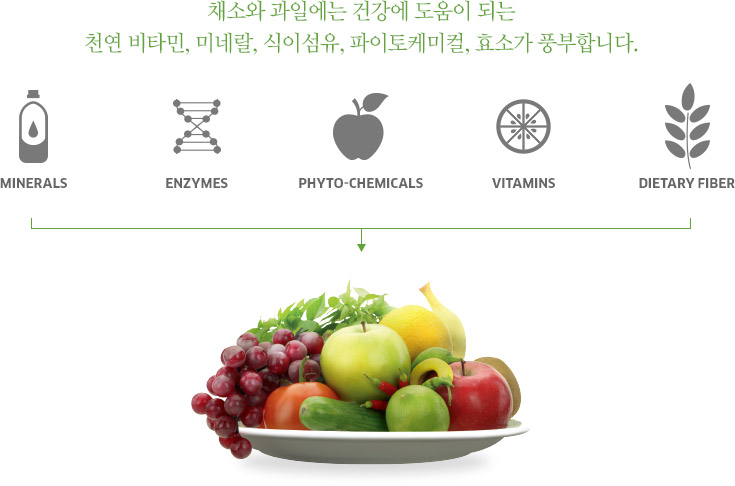 채소와 과일에는 건강에 도움이 되는
천연 비타민, 미네랄, 식이섬유, 파이토케미컬, 효소가 풍부합니다.
MINERALS ENZYMES PHYTO-CHEMICALS VITAMINS DIETARY FIBER